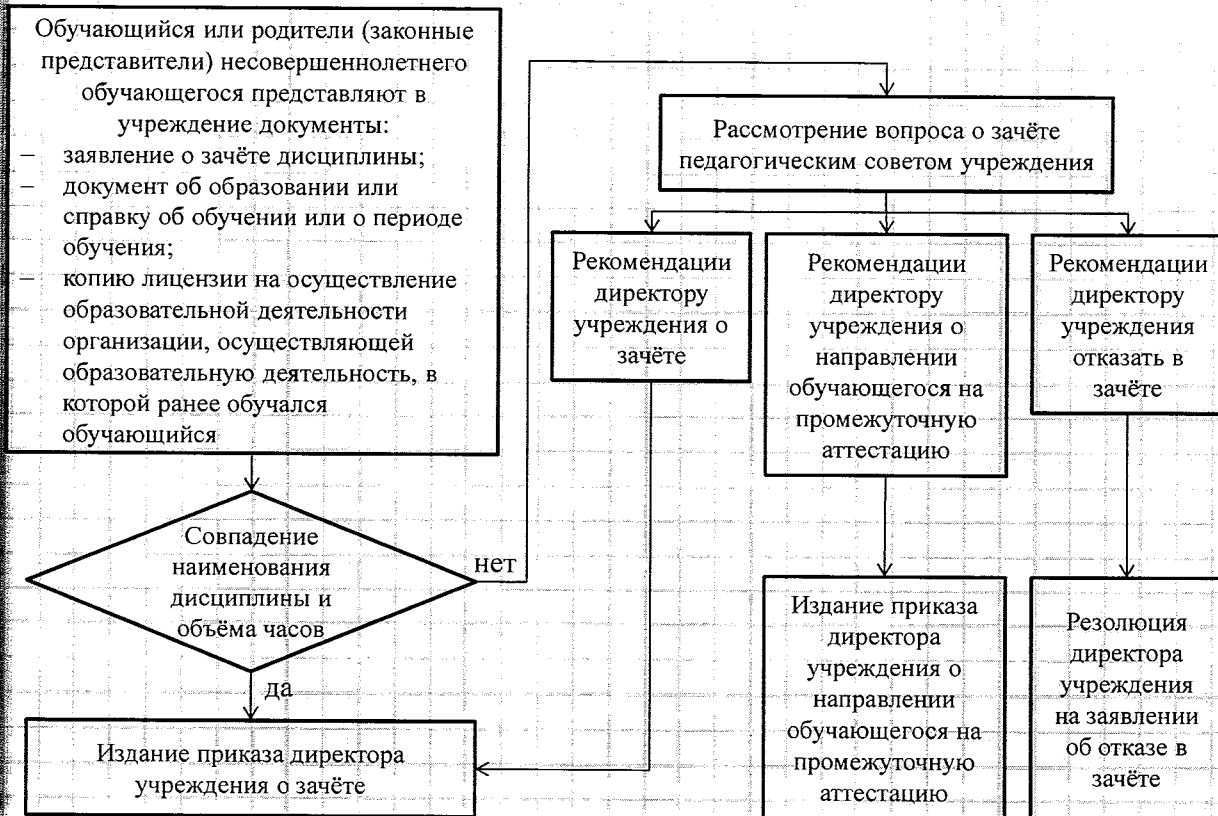 Обучающийся или родители (законные
представители) несовершеннолетнего
обучающегося представляют в
учреждение документы:
– заявление о зачёте дисциплины;
– документ об образовании или
справку об обучении или о периоде
обучения;
– копию лицензии на осуществление
образовательной деятельности
организации, осуществляющей
образовательную деятельность, в
которой ранее обучался
обучающийся
Совпадение
наименования
дисциплины и
объёма часов
нет
да
Издание приказа директора
учреждения о зачёте
Рассмотрение вопроса о зачёте
педагогическим советом учреждения
Рекомендации
директору
учреждения о
зачёте
Рекомендации
директору
учреждения о
направлении
обучающегося на
промежуточную
аттестацию
Рекомендации
директору
учреждения
отказать в
зачёте
Издание приказа
директора
учреждения о
направлении
обучающегося на
промежуточную
аттестацию
Резолюция
директора
учреждения
на заявлении
об отказе в
зачёте